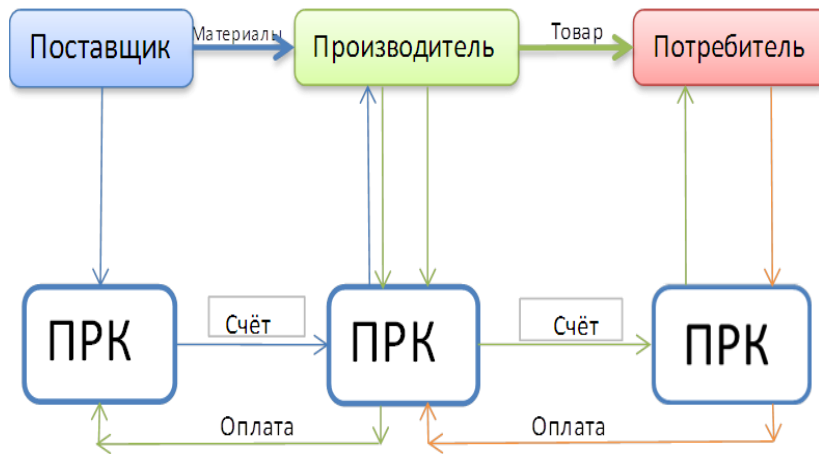 Поставщик
Материалы
Производитель
Товар
Потребитель
ПРК
Счёт
ПРК
Счёт
ПРК
Оплата
Оплата